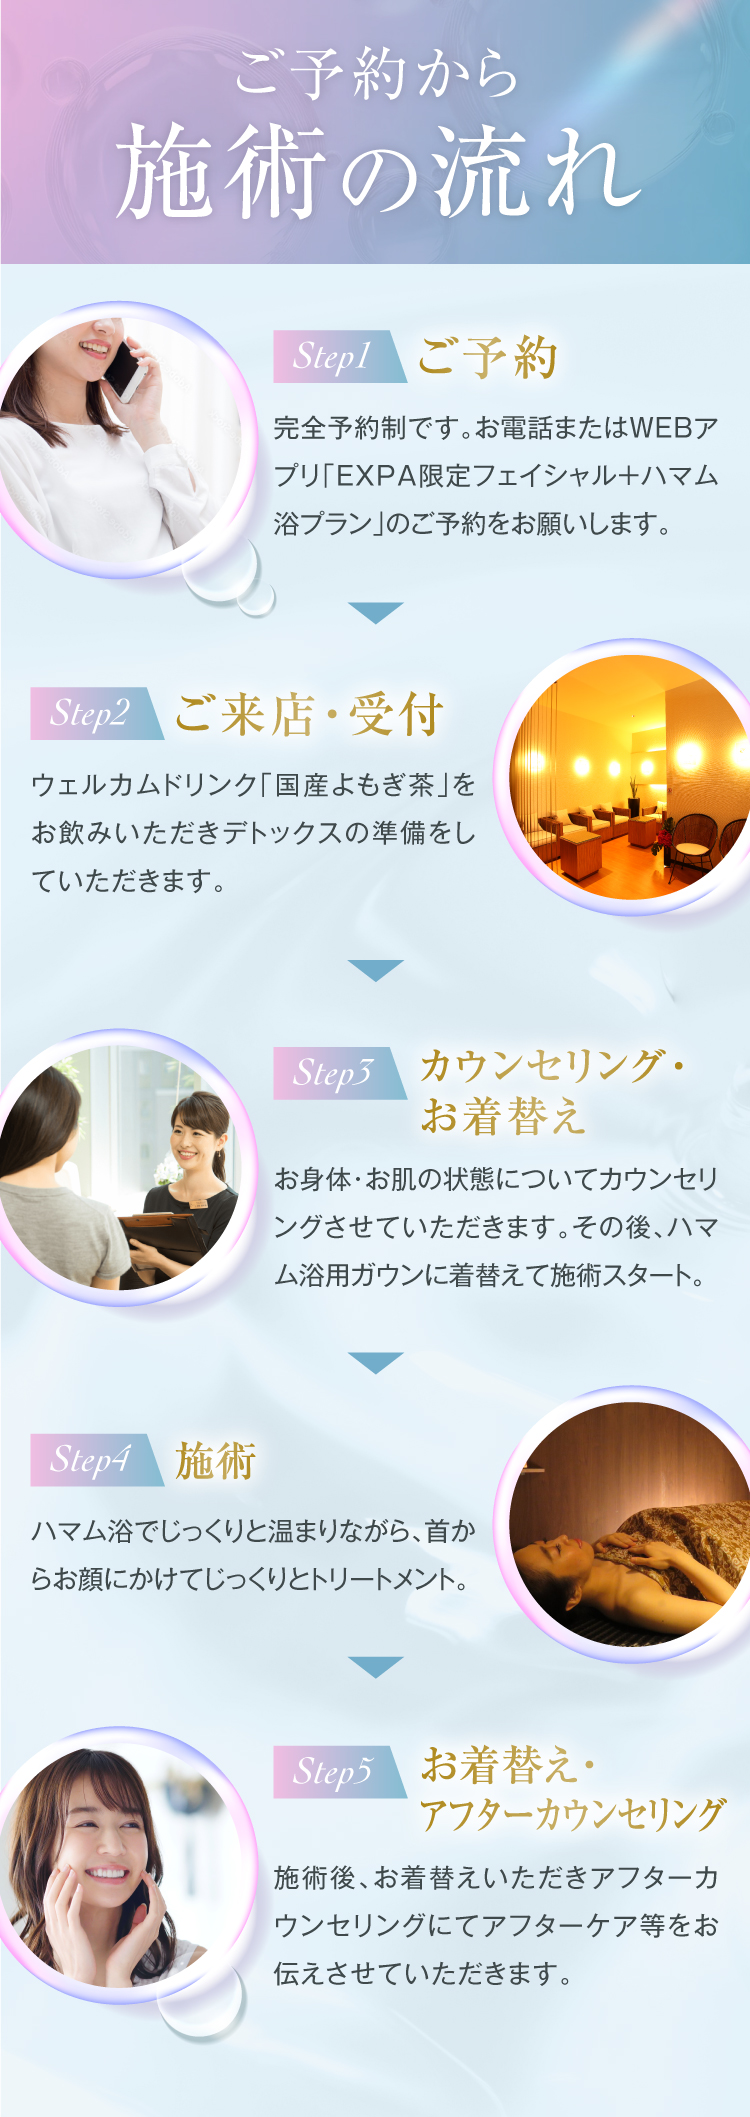 ご予約から
施術の流れ
Step1 ご予約
完全予約制です。お電話またはWEBア
プリ「EXPA限定フェイシャル＋ハマム
浴プラン」のご予約をお願いします。
Step2 ご来店・受付
ウェルカムドリンク「国産よもぎ茶」を
お飲みいただきデトックスの準備をし
ていただきます。
Step3 カウンセリング・
お着替え
お身体・お肌の状態についてカウンセリ
ングさせていただきます。その後、ハマ
ム浴用ガウンに着替えて施術スタート。
Step4 施術
ハマム浴でじっくりと温まりながら、首か
らお顔にかけてじっくりとトリートメント。
Step5 お着替え・
アフターカウンセリング
施術後、お着替えいただきアフターカ
ウンセリングにてアフターケア等をお
伝えさせていただきます。